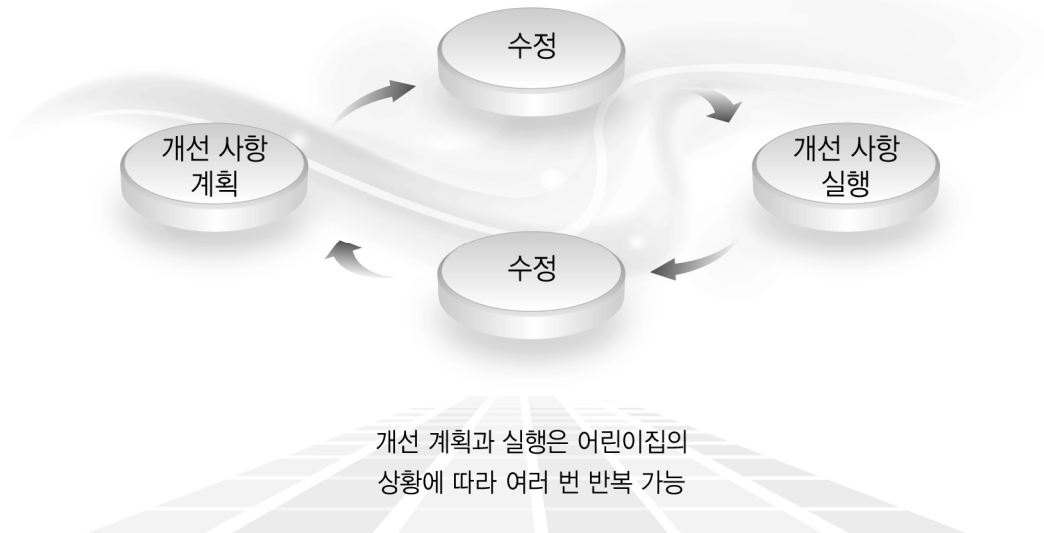 수정
개선 사항
계획
개선 사항
실행
수정
개선 계획과 실행은 어린이집의
상황에 따라 여러 번 반복 가능